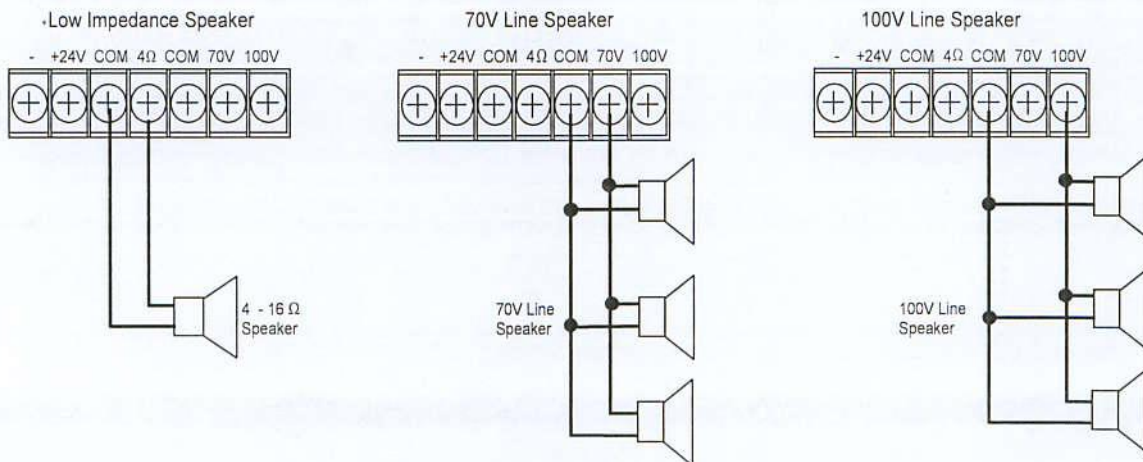 Low Impedance Speaker
- +24V COM 4Ω COM 70V 100V
4 - 16 Ω
Speaker
70V Line Speaker
- +24V COM 4Ω COM 70V 100V
70V Line
Speaker
100V Line Speaker
- +24V COM 4Ω COM 70V 100V
100V Line
Speaker